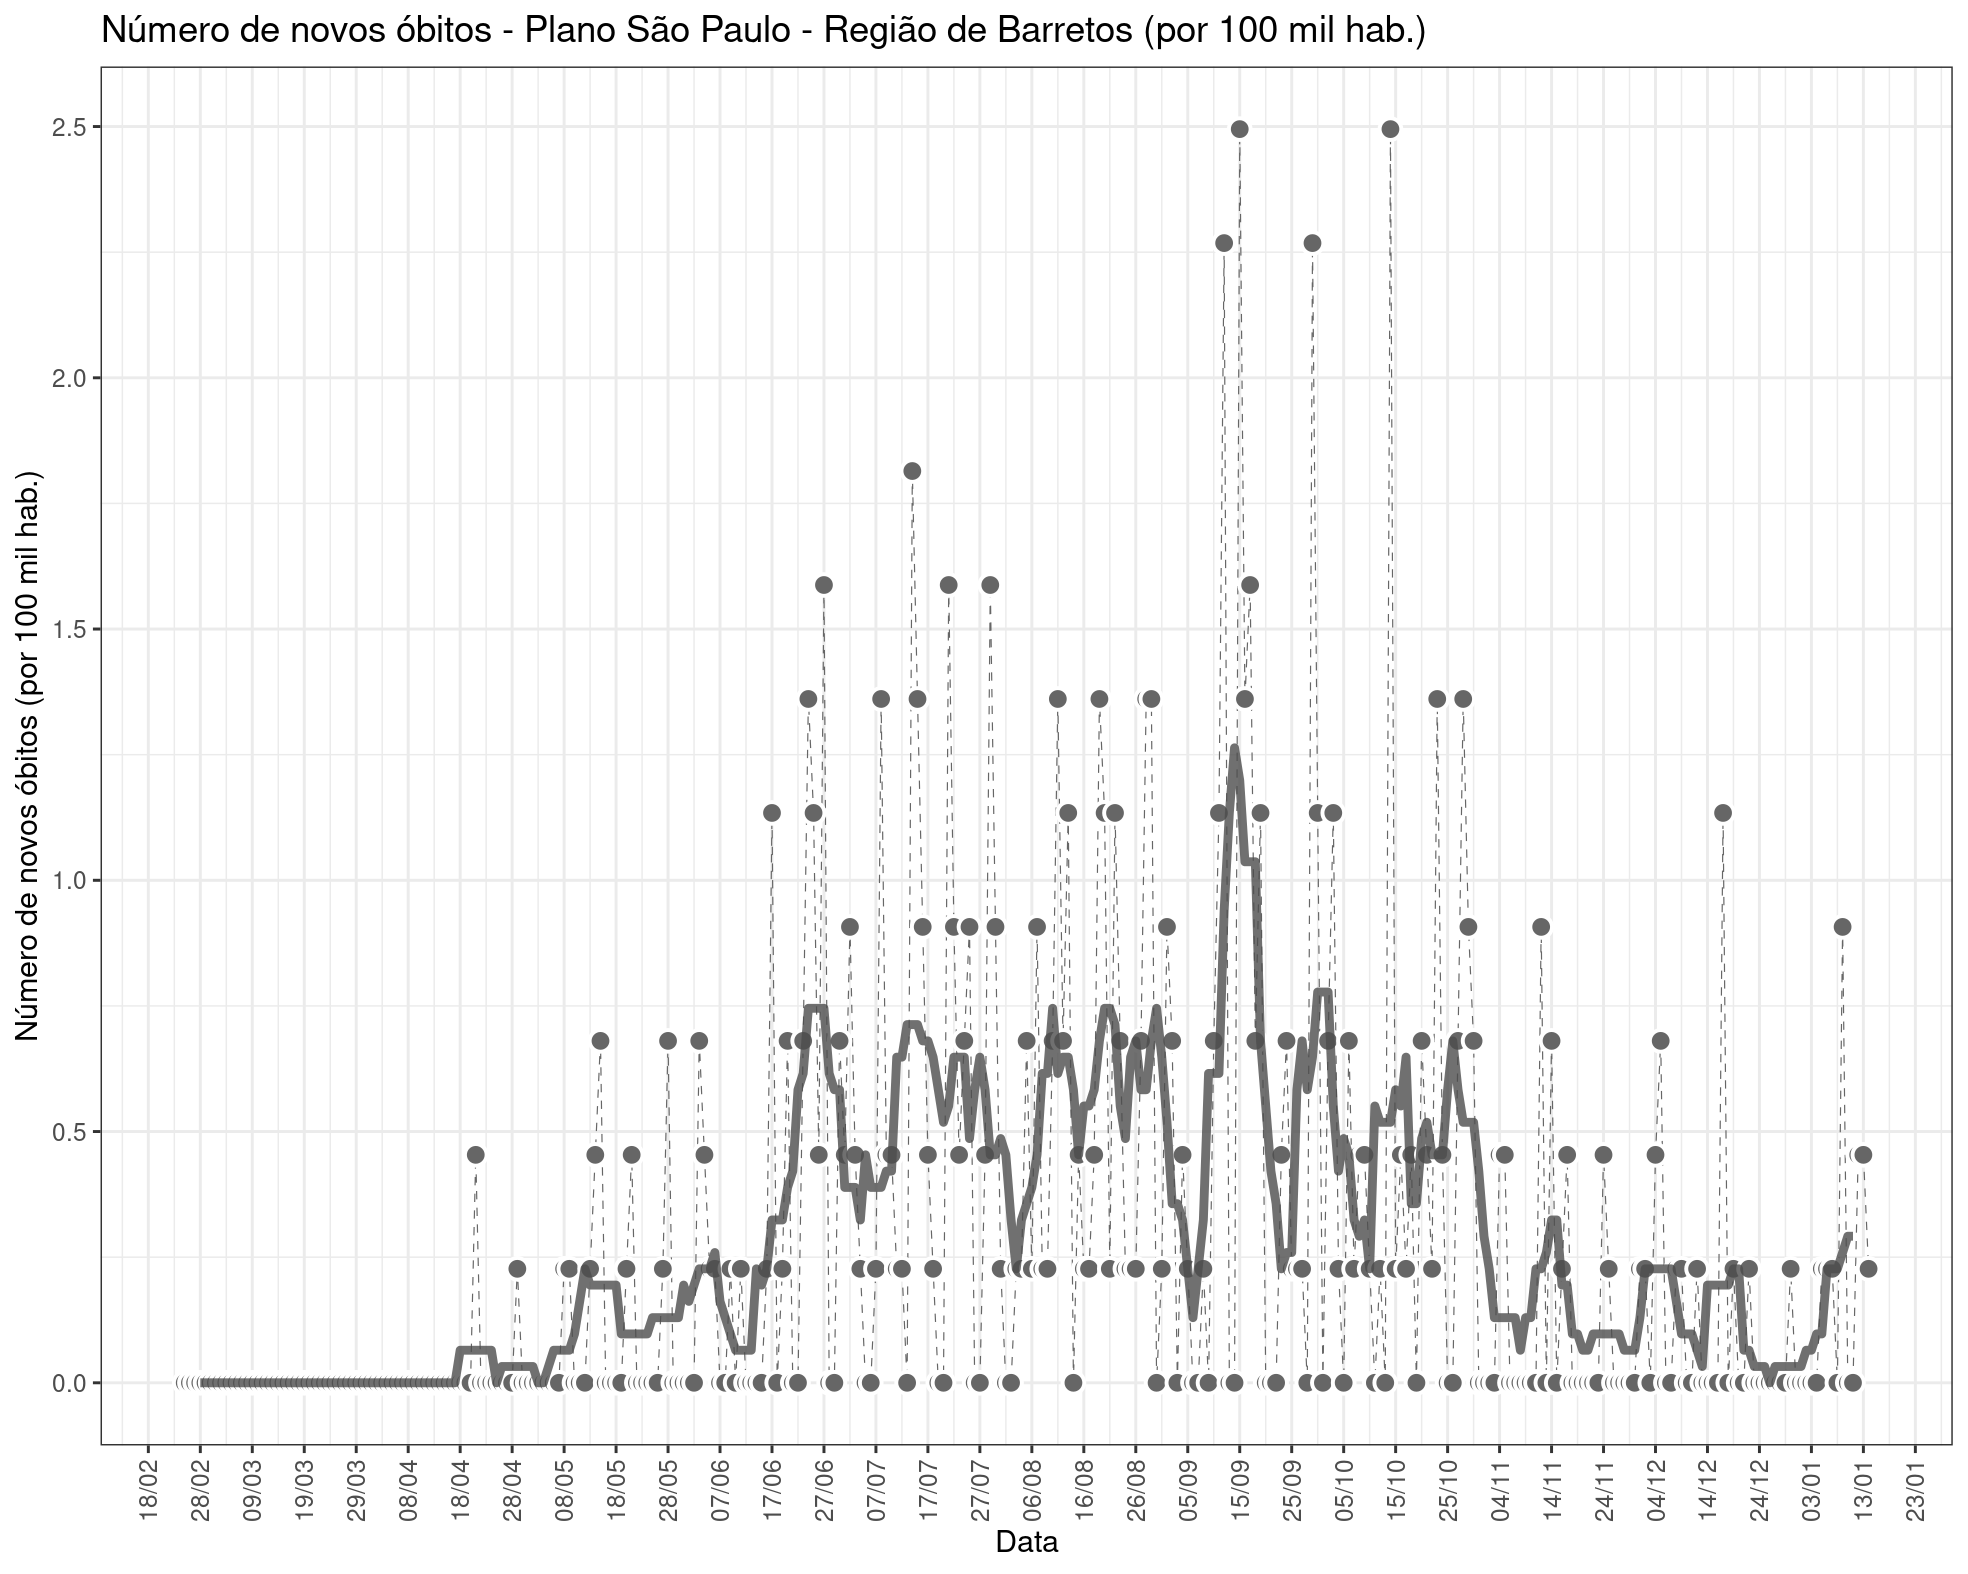 Número de novos óbitos - Plano São Paulo - Região de Barretos (por 100 mil hab.)
Número de novos óbitos (por 100 mil hab.)
2.5
2.0
1.5
1.0
0.5
0.0
18/02 28/02 09/03 19/03 29/03 08/04 18/04 28/04 08/05 18/05 28/05 07/06 17/06 27/06 07/07 17/07 27/07 06/08 16/08 26/08 05/09 15/09 25/09 05/10 15/10 25/10 04/11 14/11 24/11 04/12 14/12 24/12 03/01 13/01 23/01
Data